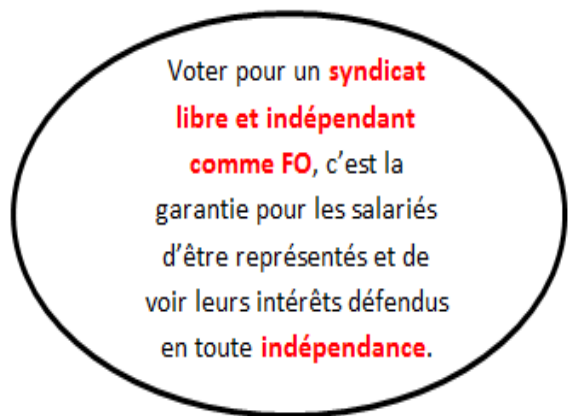 Voter pour un syndicat
libre et indépendant
comme FO, c’est la
garantie pour les salariés
d’être représentés et de
voir leurs intérêts défendus
en toute indépendance.